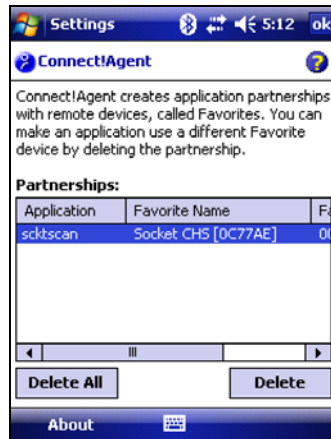 Settings 5:12 ok
Connect!Agent ?
Connect!Agent creates application partnerships
with remote devices, called Favorites. You can
make an application use a different Favorite
device by deleting the partnership.
Partnerships:
Application Favorite Name Fa
scktscan Socket CHS [0C77AE] 00
Delete All Delete
About